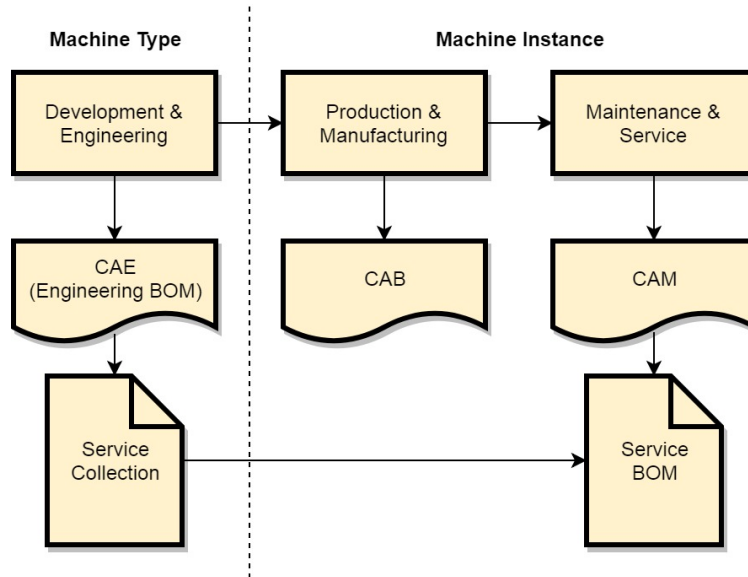 Machine Type
Machine Instance
Development &
Engineering
Production &
Manufacturing
Maintenance &
Service
CAE
(Engineering BOM)
CAB
CAM
Service
Collection
Service
BOM